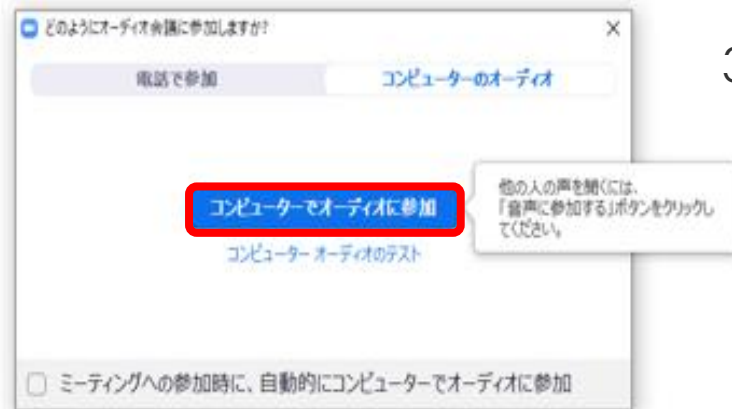 どのようにオーディオ会議に参加しますか?
電話で参加
コンピューターのオーディオ
コンピューターでオーディオに参加
他の人の声を聞くには、
「音声に参加する」ボタンをクリックし
てください。
コンピューター オーディオのテスト
ミーティングへの参加時に、自動的にコンピューターでオーディオに参加